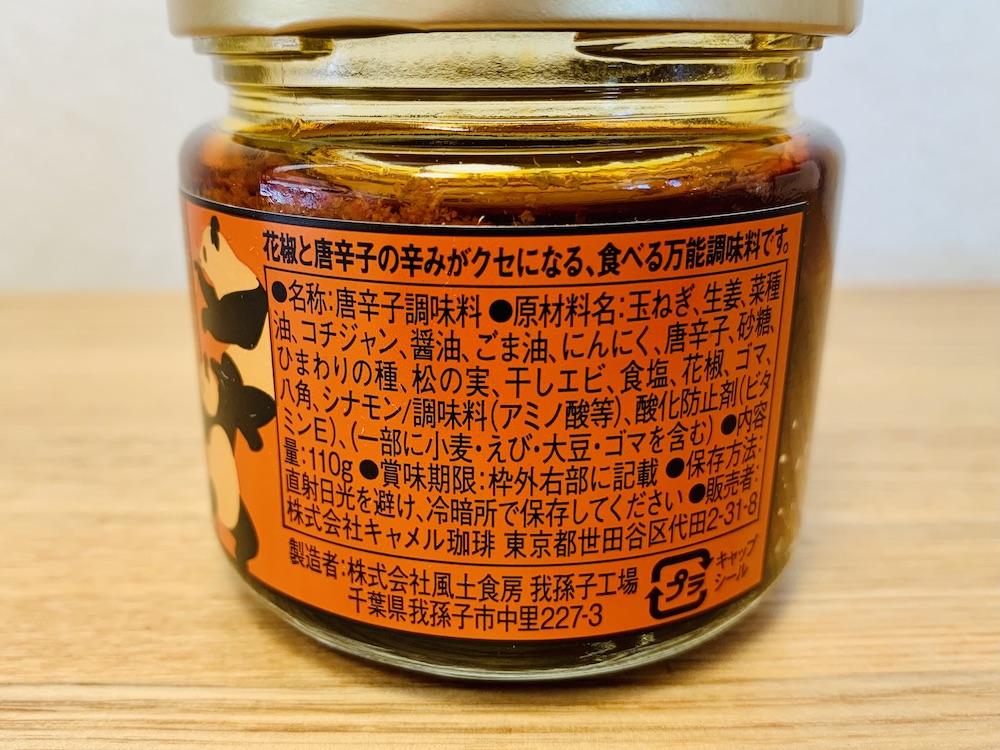 花椒と唐辛子の辛みがクセになる、食べる万能調味料です。
●名称:唐辛子調味料 ●原材料名:玉ねぎ、生姜、菜種
油、コチジャン、醤油、ごま油、にんにく、唐辛子、砂糖、
ひまわりの種、松の実、干しエビ、食塩、花椒、ゴマ、
八角、シナモン/調味料(アミノ酸等)、酸化防止剤(ビタ
ミンE)、(一部に小麦・えび・大豆・ゴマを含む) ●内容
量:110g ●賞味期限:枠外右部に記載 ●保存方法:
直射日光を避け、冷暗所で保存してください ●販売者:
株式会社キャメル珈琲 東京都世田谷区代田2-31-8
製造者:株式会社風土食房 我孫子工場
千葉県我孫子市中里227-3
プラ
キャップ
シール